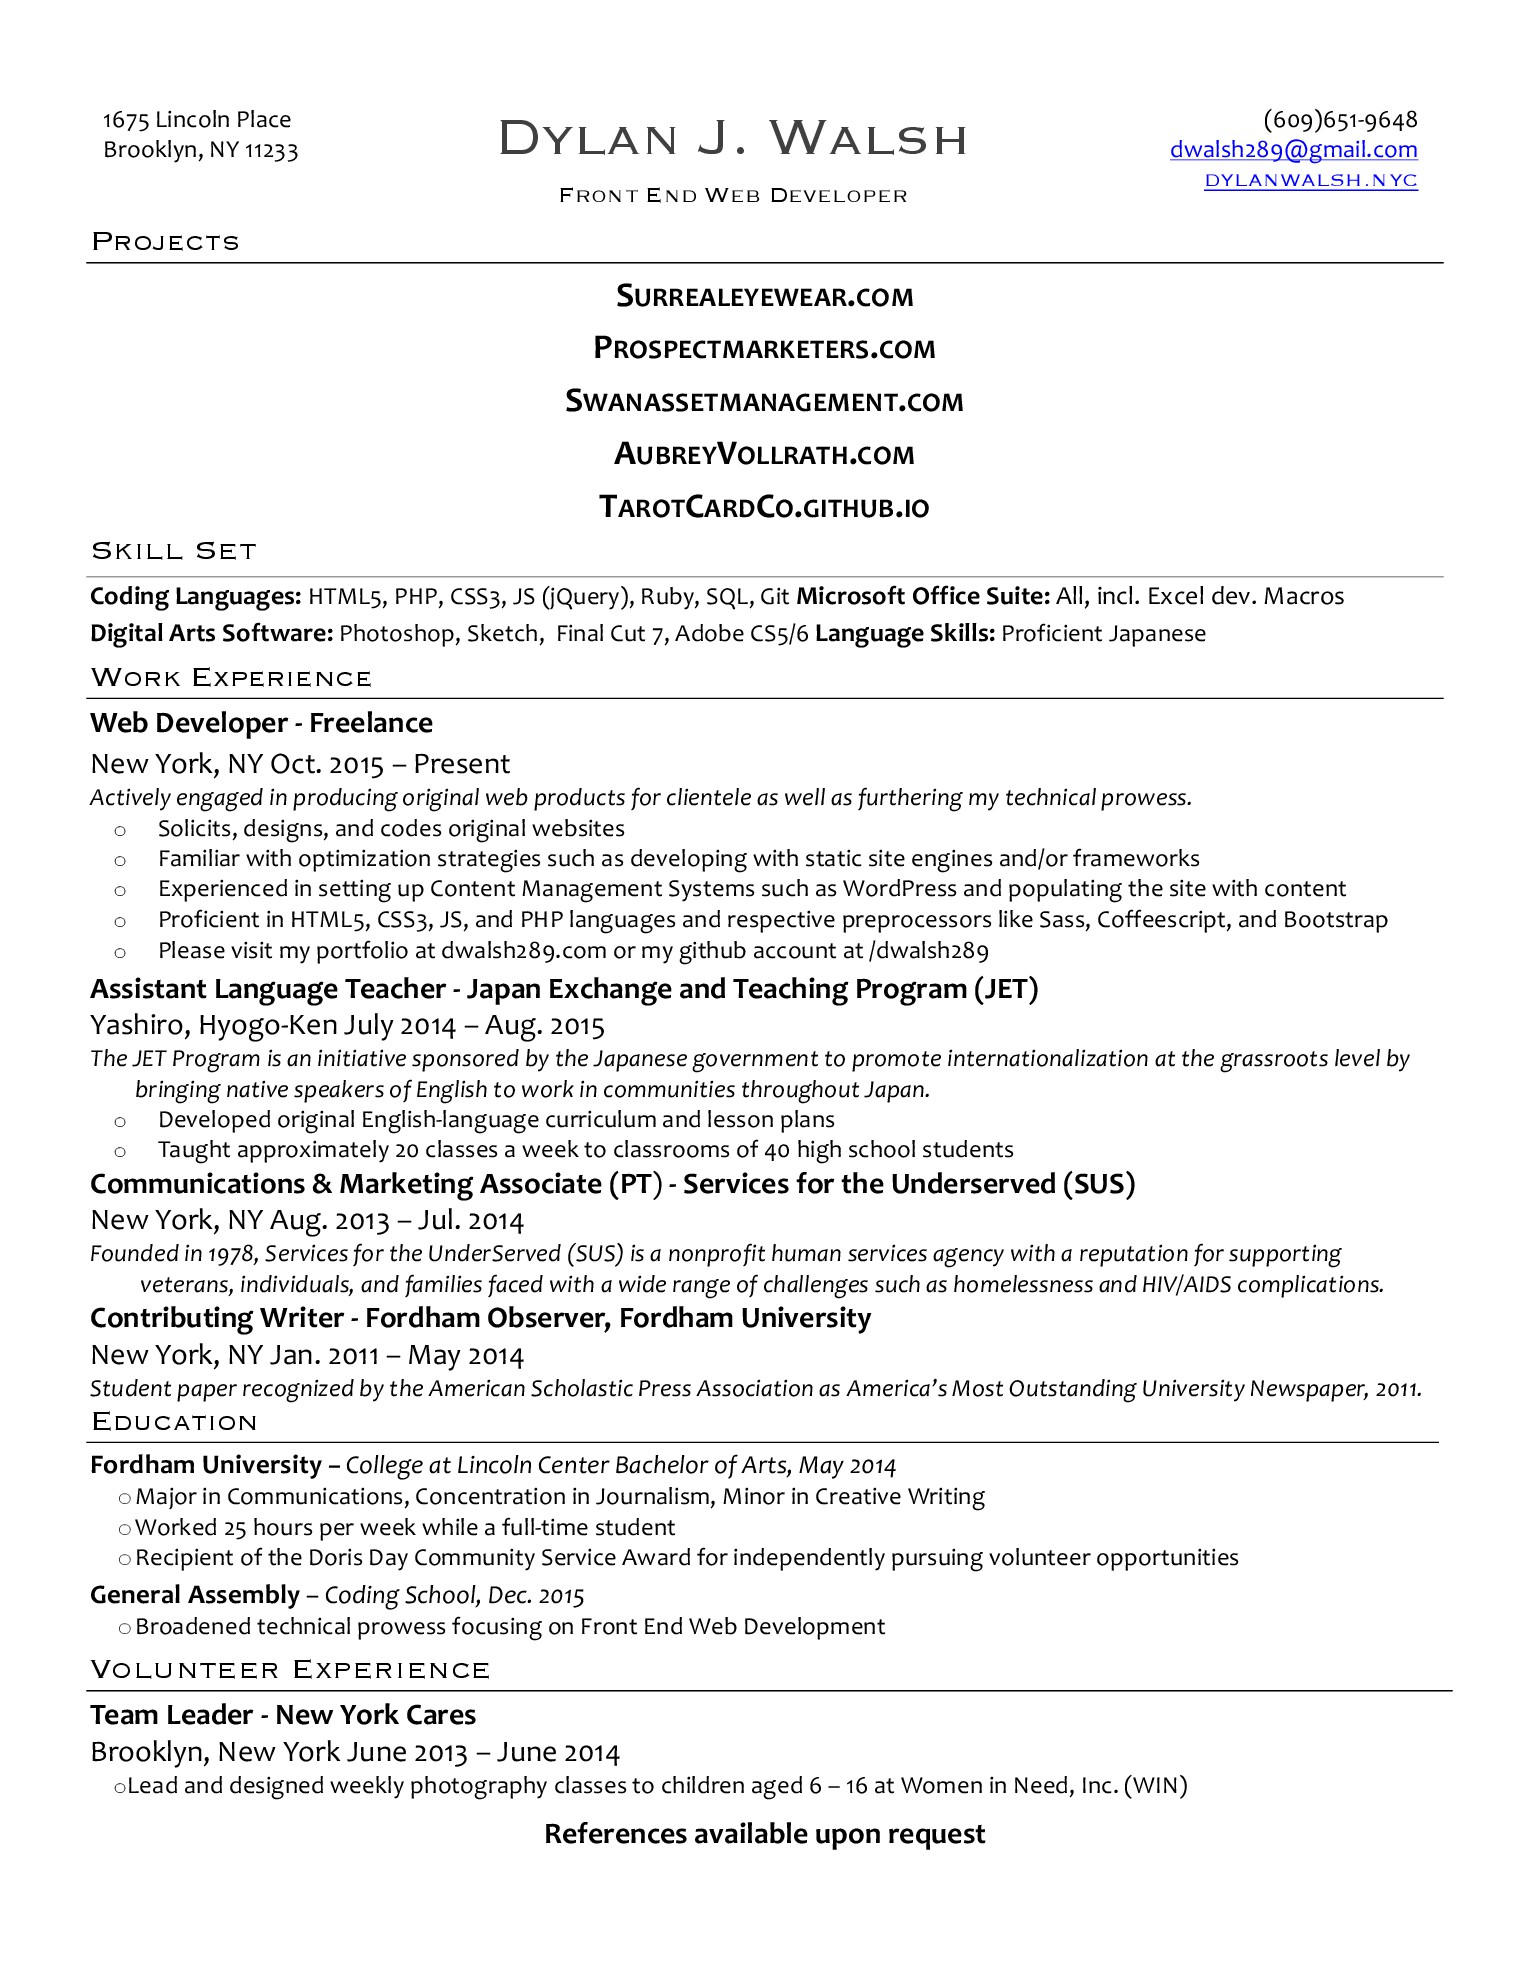 1675 Lincoln Place
Brooklyn, NY 11233
Dylan J. Walsh
Front End Web Developer
(609)651-9648
dwalsh289@gmail.com
dylanwalsh.nyc
Projects
Surrealeyewear.com
Prospectmarketers.com
Swanassetmanagement.com
AubreyVollrath.com
TarotCardCo.github.io
Skill Set
Coding Languages: HTML5, PHP, CSS3, JS (jQuery), Ruby, SQL, Git Microsoft Office Suite: All, incl. Excel dev. Macros
Digital Arts Software: Photoshop, Sketch, Final Cut 7, Adobe CS5/6 Language Skills: Proficient Japanese
Work Experience
Web Developer - Freelance
New York, NY Oct. 2015 – Present
Actively engaged in producing original web products for clientele as well as furthering my technical prowess.
o Solicits, designs, and codes original websites
o Familiar with optimization strategies such as developing with static site engines and/or frameworks
o Experienced in setting up Content Management Systems such as WordPress and populating the site with content
o Proficient in HTML5, CSS3, JS, and PHP languages and respective preprocessors like Sass, Coffeescript, and Bootstrap
o Please visit my portfolio at dwalsh289.com or my github account at /dwalsh289
Assistant Language Teacher - Japan Exchange and Teaching Program (JET)
Yashiro, Hyogo-Ken July 2014 – Aug. 2015
The JET Program is an initiative sponsored by the Japanese government to promote internationalization at the grassroots level by
bringing native speakers of English to work in communities throughout Japan.
o Developed original English-language curriculum and lesson plans
o Taught approximately 20 classes a week to classrooms of 40 high school students
Communications & Marketing Associate (PT) - Services for the Underserved (SUS)
New York, NY Aug. 2013 – Jul. 2014
Founded in 1978, Services for the UnderServed (SUS) is a nonprofit human services agency with a reputation for supporting
veterans, individuals, and families faced with a wide range of challenges such as homelessness and HIV/AIDS complications.
Contributing Writer - Fordham Observer, Fordham University
New York, NY Jan. 2011 – May 2014
Student paper recognized by the American Scholastic Press Association as America's Most Outstanding University Newspaper, 2011.
Education
Fordham University – College at Lincoln Center Bachelor of Arts, May 2014
o Major in Communications, Concentration in Journalism, Minor in Creative Writing
o Worked 25 hours per week while a full-time student
o Recipient of the Doris Day Community Service Award for independently pursuing volunteer opportunities
General Assembly – Coding School, Dec. 2015
o Broadened technical prowess focusing on Front End Web Development
Volunteer Experience
Team Leader - New York Cares
Brooklyn, New York June 2013 – June 2014
o Lead and designed weekly photography classes to children aged 6 – 16 at Women in Need, Inc. (WIN)
References available upon request